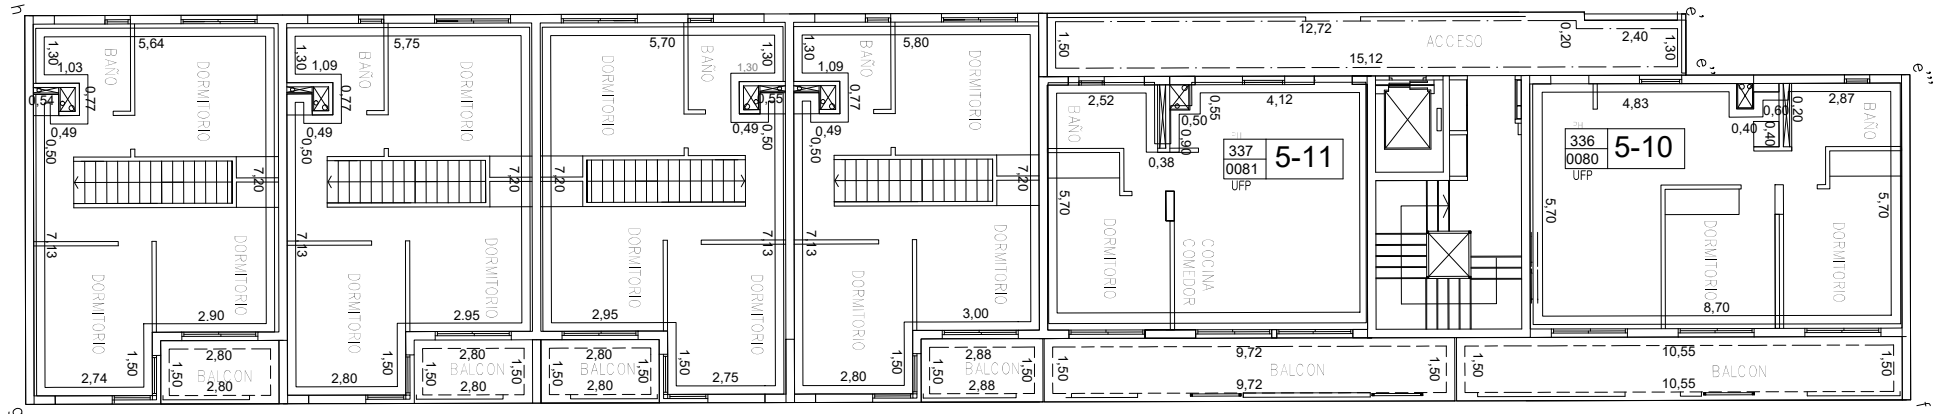 h
e'
e''
e'''
5,64
1,30
BAÑO
1,03
0,54
0,77
0,49
0,50
DORMITORIO
7,20
7,13
DORMITORIO
DORMITORIO
2.90
1,50
2,74
2,80
1,50
BALCON
2,80
5,75
1,30
BAÑO
1,09
0,77
0,49
0,50
DORMITORIO
7,20
7,13
DORMITORIO
DORMITORIO
2.95
1,50
2,80
2,80
1,50
BALCON
1,50
2,80
5,70
BAÑO
1,30
1,30
0,55
0,49
0,50
DORMITORIO
7,20
7,13
DORMITORIO
DORMITORIO
2,95
1,50
2,75
2,80
1,50
BALCON
2,80
5,80
1,30
BAÑO
1,09
0,77
0,49
0,50
DORMITORIO
7,20
7,13
DORMITORIO
DORMITORIO
3,00
1,50
2,80
2,88
1,50
BALCON
1,50
2,88
12,72
1,50
ACCESO
0,20
2,40
1,30
15,12
2,52
BAÑO
0,55
4,12
0,50
0,90
0,38
337
0081
5-11
UFP
5,70
DORMITORIO
COCINA
COMEDOR
9,72
1,50
BALCON
1,50
9,72
4,83
0,20
2,87
0,60
0,40
0,40
BAÑO
336
0080
5-10
UFP
5,70
5,70
DORMITORIO
DORMITORIO
8,70
10,55
1,50
BALCON
1,50
10,55
g
f